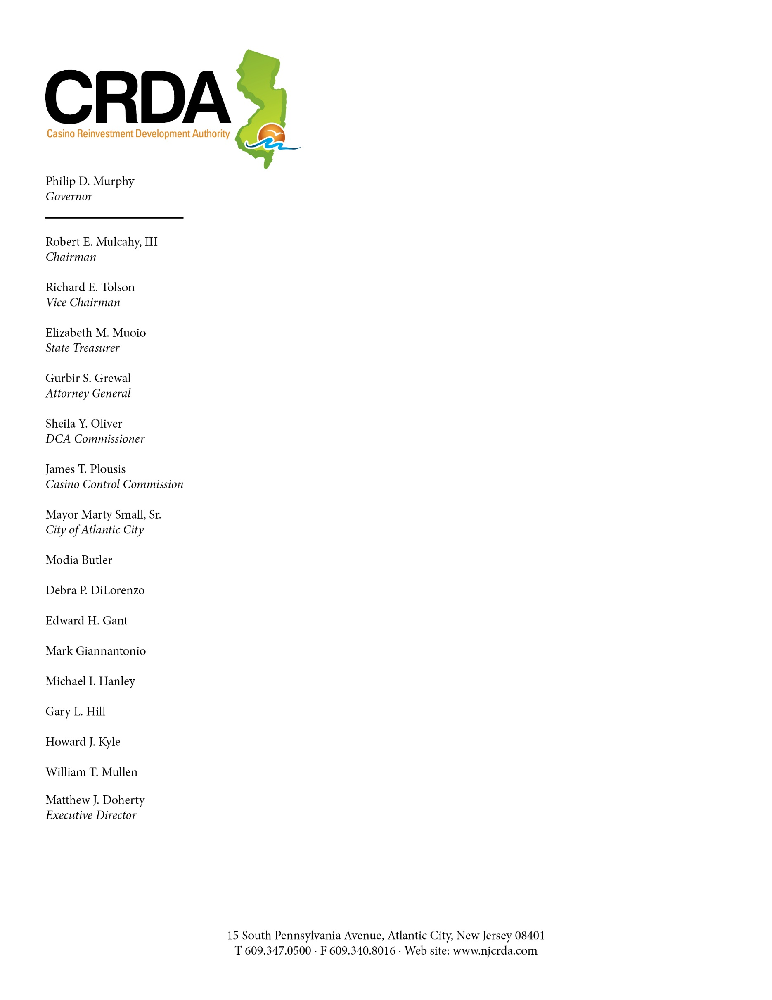 CRDA
Casino Reinvestment Development Authority
Philip D. Murphy
Governor
Robert E. Mulcahy, III
Chairman
Richard E. Tolson
Vice Chairman
Elizabeth M. Muoio
State Treasurer
Gurbir S. Grewal
Attorney General
Sheila Y. Oliver
DCA Commissioner
James T. Plousis
Casino Control Commission
Mayor Marty Small, Sr.
City of Atlantic City
Modia Butler
Debra P. DiLorenzo
Edward H. Gant
Mark Giannantonio
Michael I. Hanley
Gary L. Hill
Howard J. Kyle
William T. Mullen
Matthew J. Doherty
Executive Director
15 South Pennsylvania Avenue, Atlantic City, New Jersey 08401
T 609.347.0500 · F 609.340.8016 · Web site: www.njcrda.com